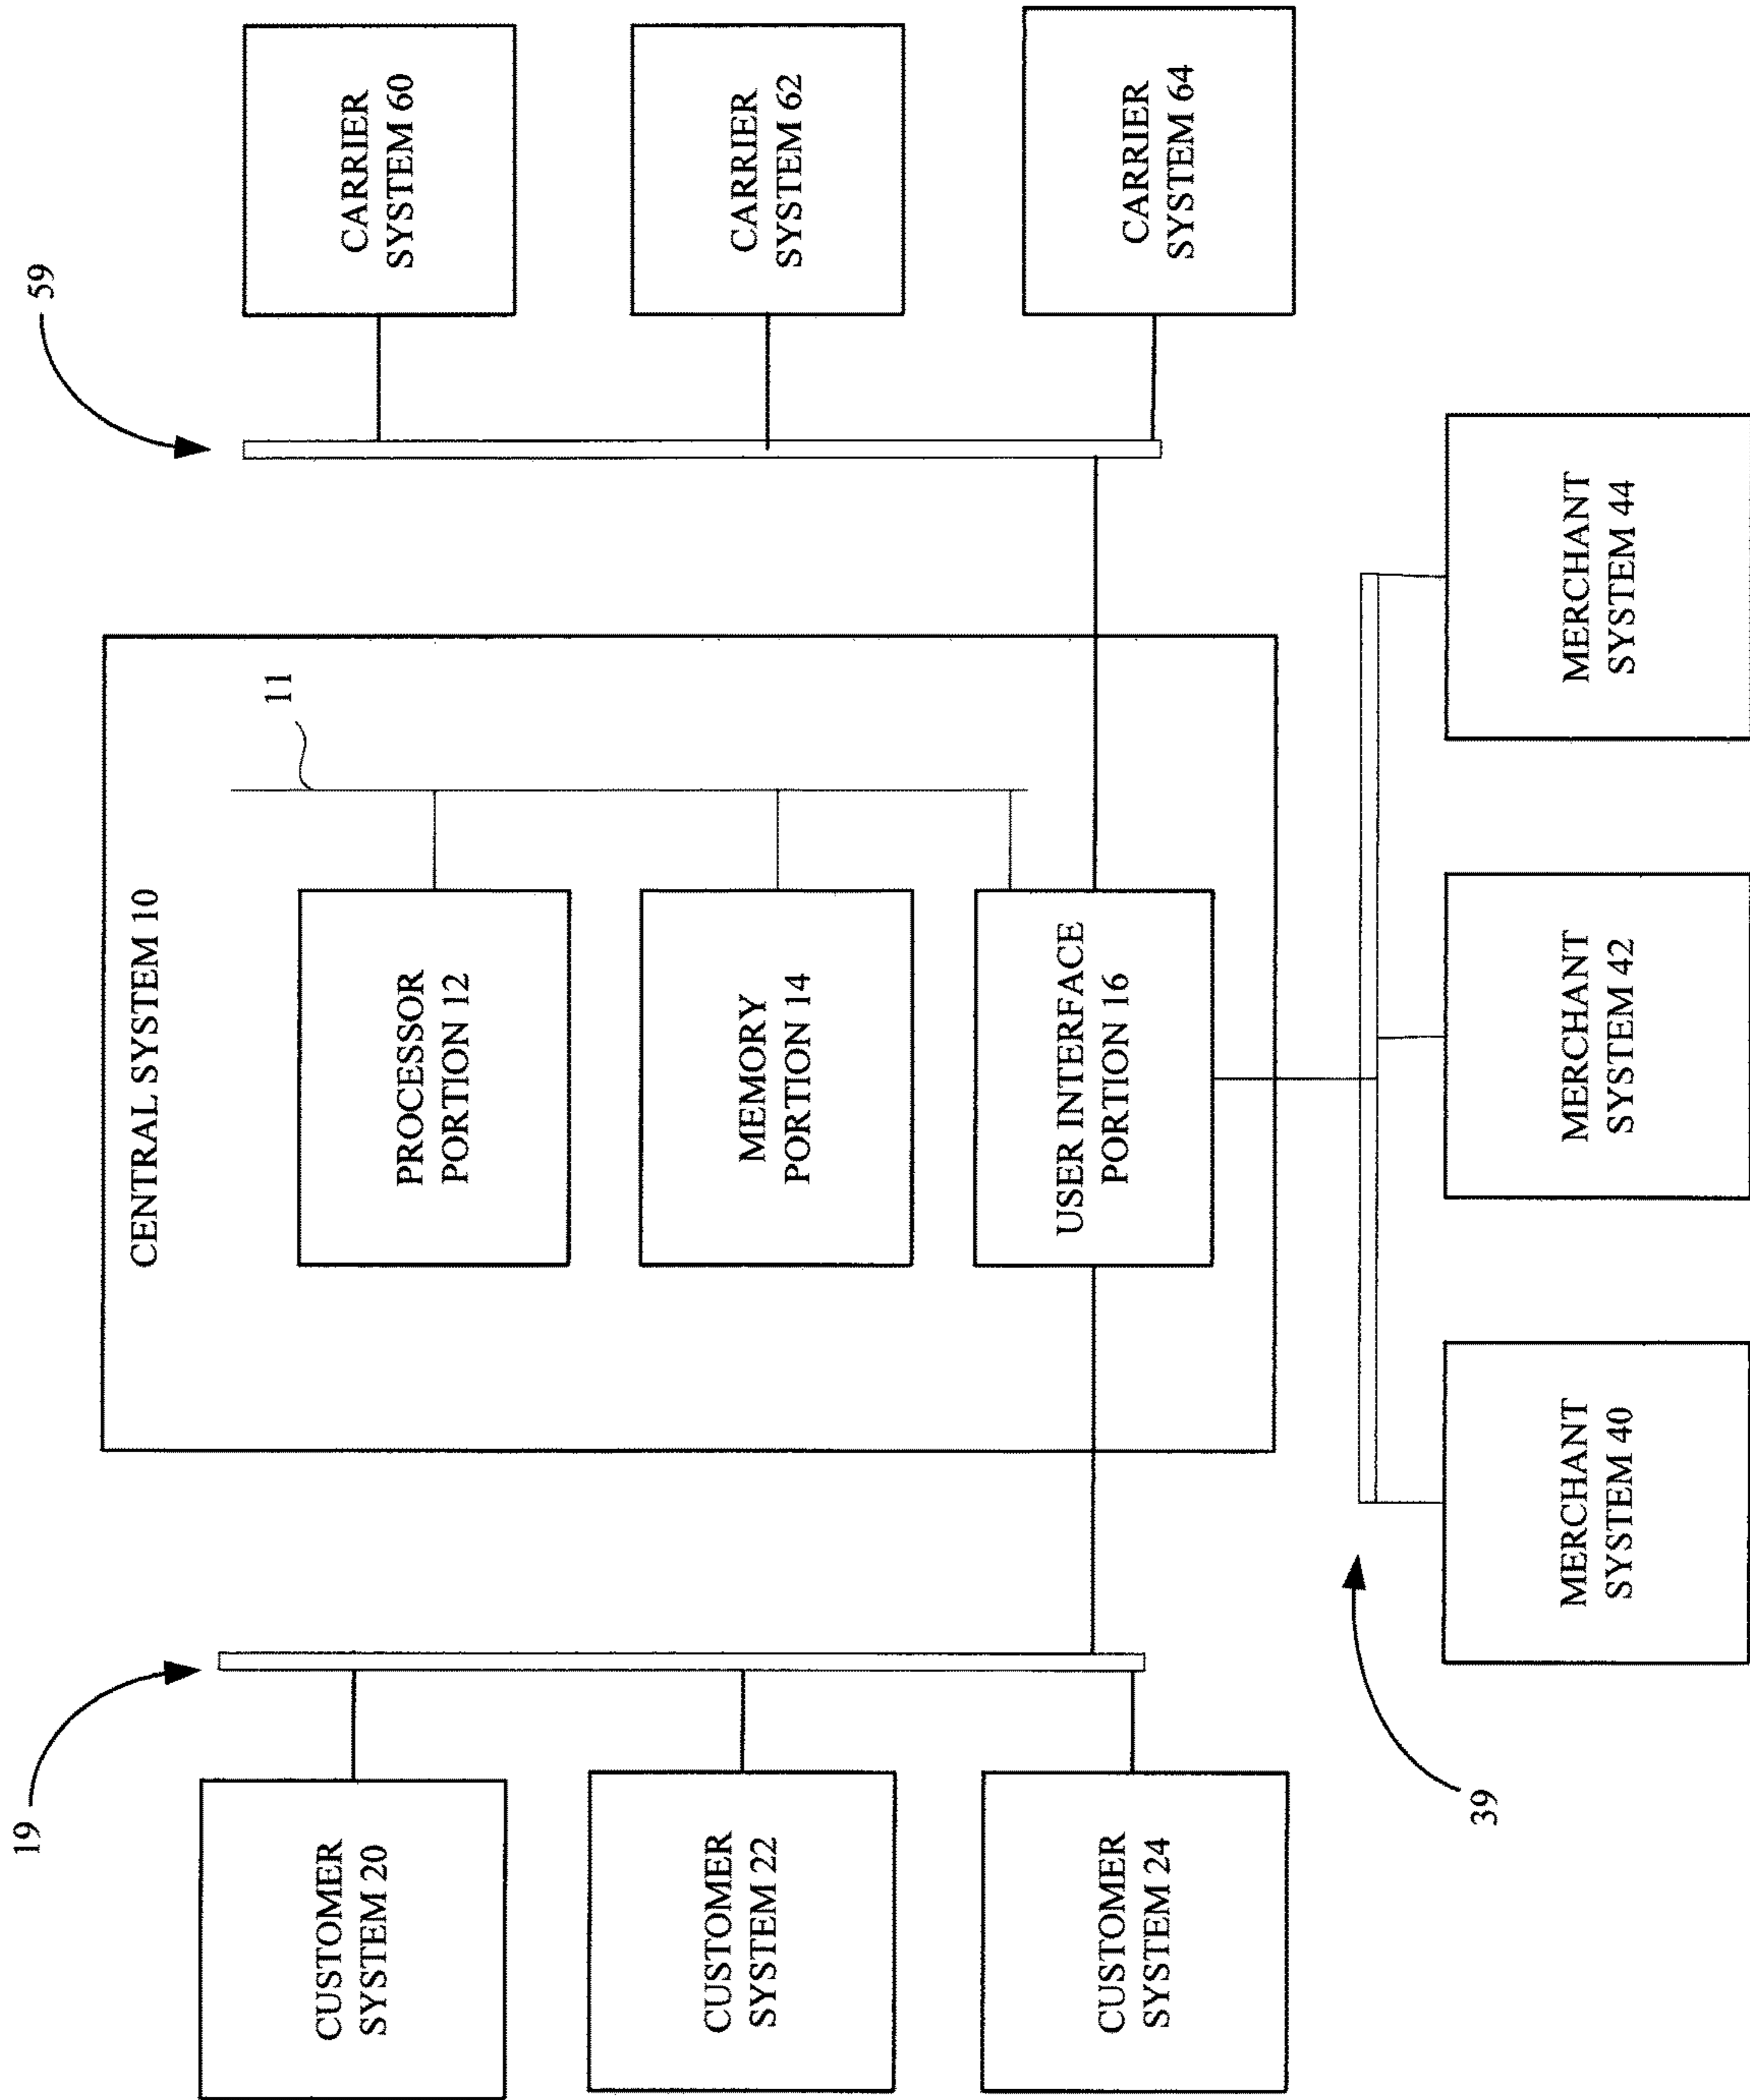 19
59
CENTRAL SYSTEM 10
11
CUSTOMER
SYSTEM 20
PROCESSOR
PORTION 12
CARRIER
SYSTEM 60
CUSTOMER
SYSTEM 22
MEMORY
PORTION 14
CARRIER
SYSTEM 62
CUSTOMER
SYSTEM 24
USER INTERFACE
PORTION 16
CARRIER
SYSTEM 64
39
MERCHANT
SYSTEM 40
MERCHANT
SYSTEM 42
MERCHANT
SYSTEM 44